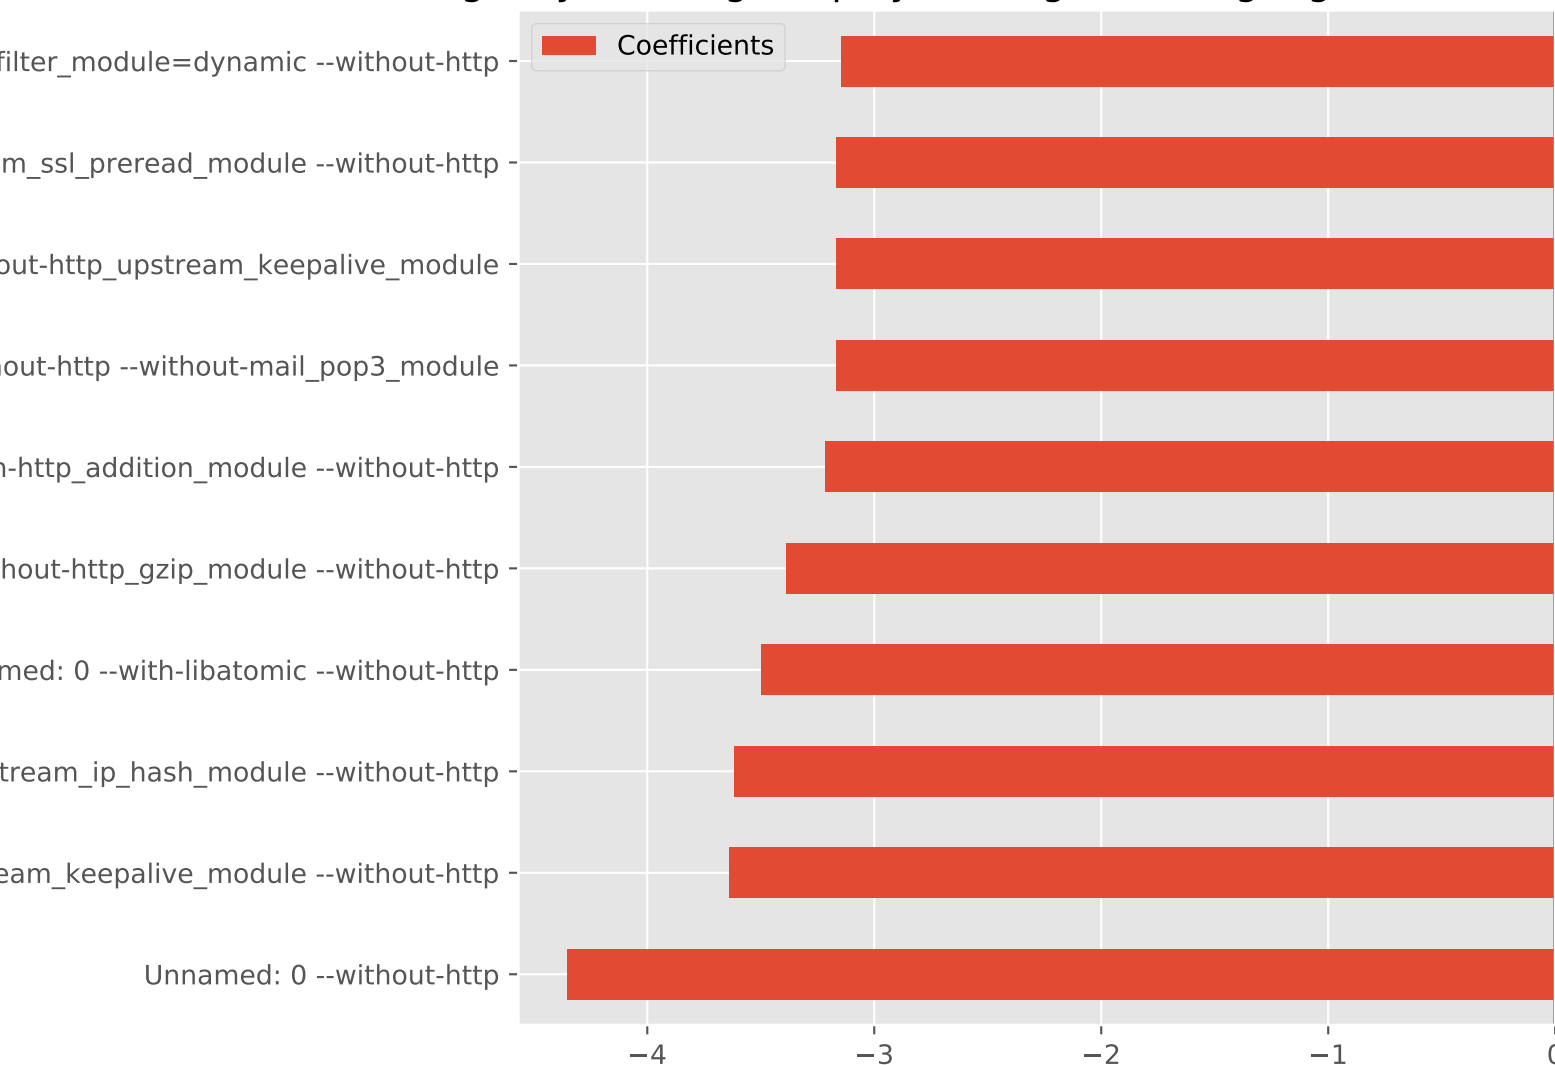 Coefficients
filter_module=dynamic --without-http
m_ssl_preread_module --without-http
out-http_upstream_keepalive_module
out-http --without-mail_pop3_module
-http_addition_module --without-http
hout-http_gzip_module --without-http
med: 0 --with-libatomic --without-http
tream_ip_hash_module --without-http
eam_keepalive_module --without-http
Unnamed: 0 --without-http
−4 −3 −2 −1 0